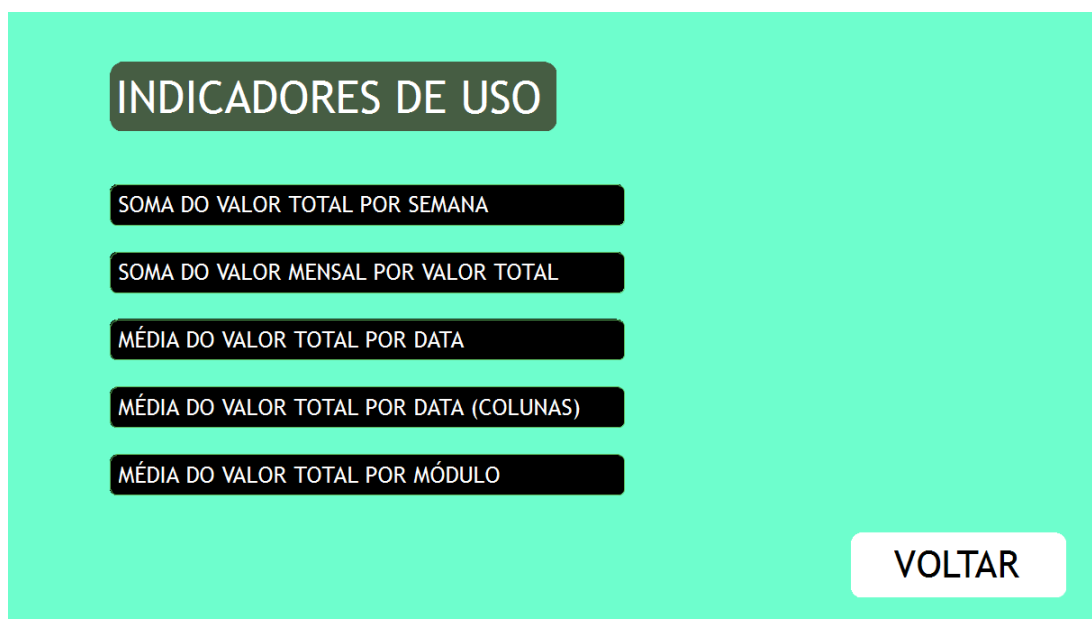 INDICADORES DE USO
SOMA DO VALOR TOTAL POR SEMANA
SOMA DO VALOR MENSAL POR VALOR TOTAL
MÉDIA DO VALOR TOTAL POR DATA
MÉDIA DO VALOR TOTAL POR DATA (COLUNAS)
MÉDIA DO VALOR TOTAL POR MÓDULO
VOLTAR